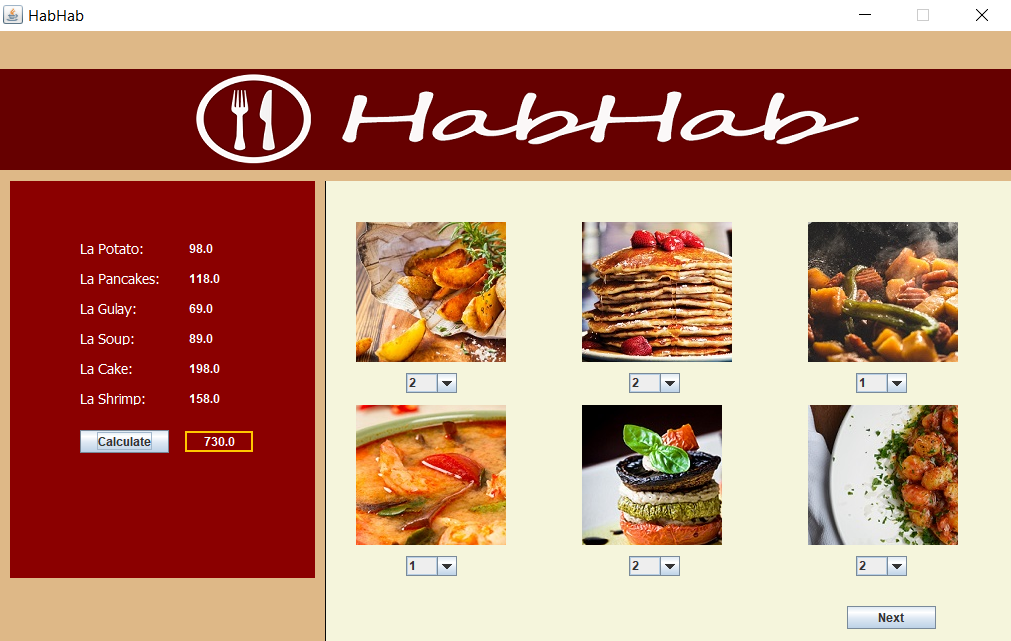 HabHab
HabHab
La Potato: 98.0
La Pancakes: 118.0
La Gulay: 69.0
La Soup: 89.0
La Cake: 198.0
La Shrimp: 158.0
Calculate 730.0
2 2 1
1 2 2
Next